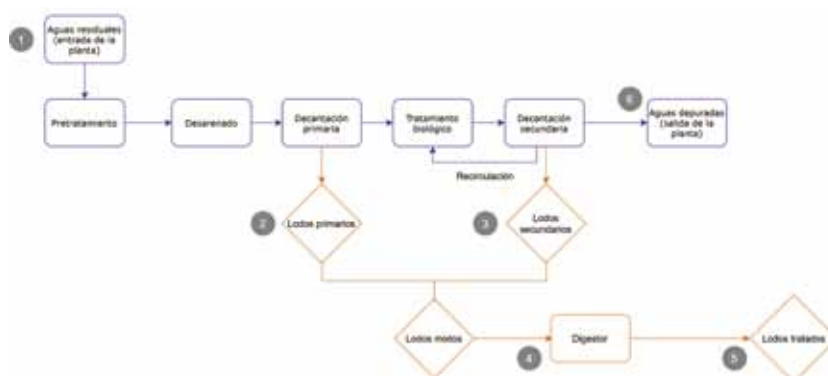 1
Aguas residuales
(entrada de la
planta)
Pretratamiento
Desarenado
Decantación
primaria
Tratamiento
biológico
Decantación
secundaria
6
Aguas depuradas
(salida de la
planta)
Recirculación
2
Lodos primarios
3
Lodos
secundarios
Lodos mixtos
4
Digestor
5
Lodos tratados